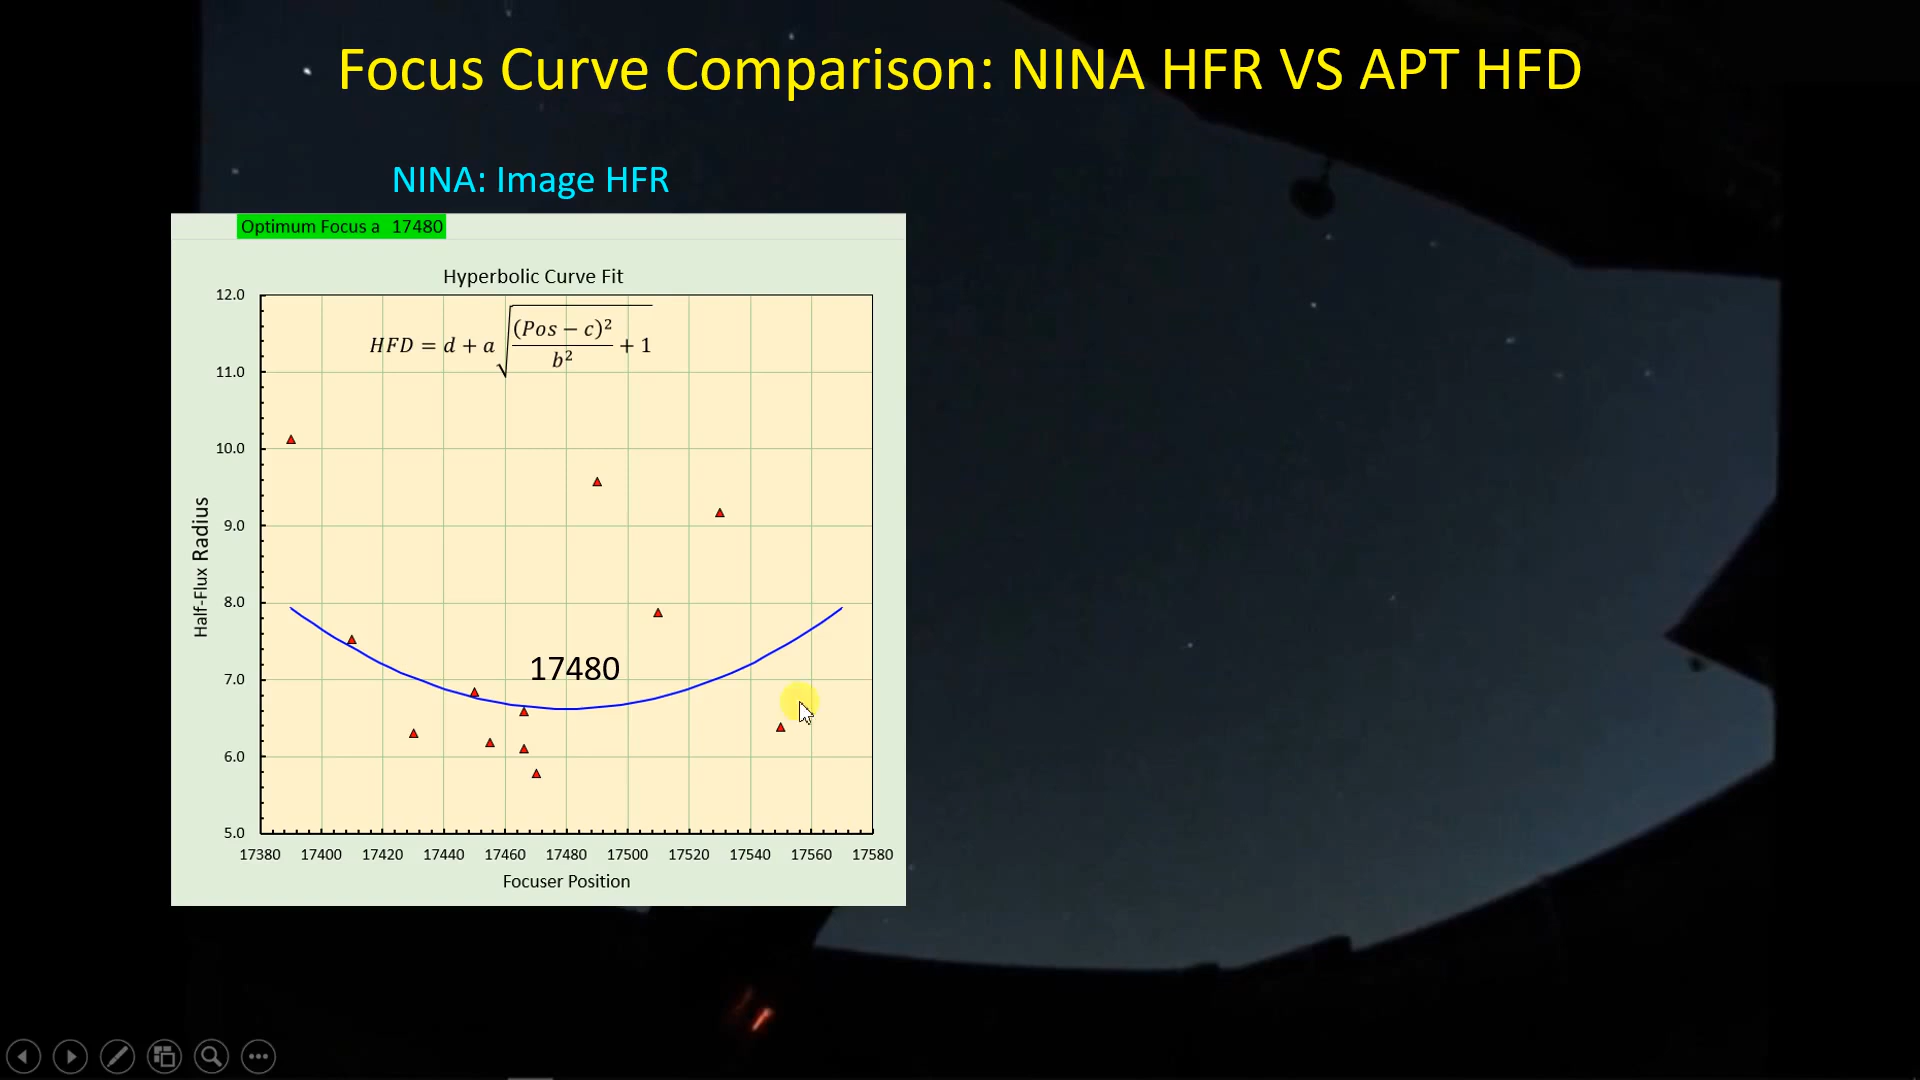 Focus Curve Comparison: NINA HFR VS APT HFD
NINA: Image HFR
Optimum Focus a 17480
Hyperbolic Curve Fit
HFD = d + a √((Pos − c)² / b² + 1)
12.0
11.0
10.0
9.0
8.0
7.0
6.0
5.0
Half-Flux Radius
17480
17380 17400 17420 17440 17460 17480 17500 17520 17540 17560 17580
Focuser Position